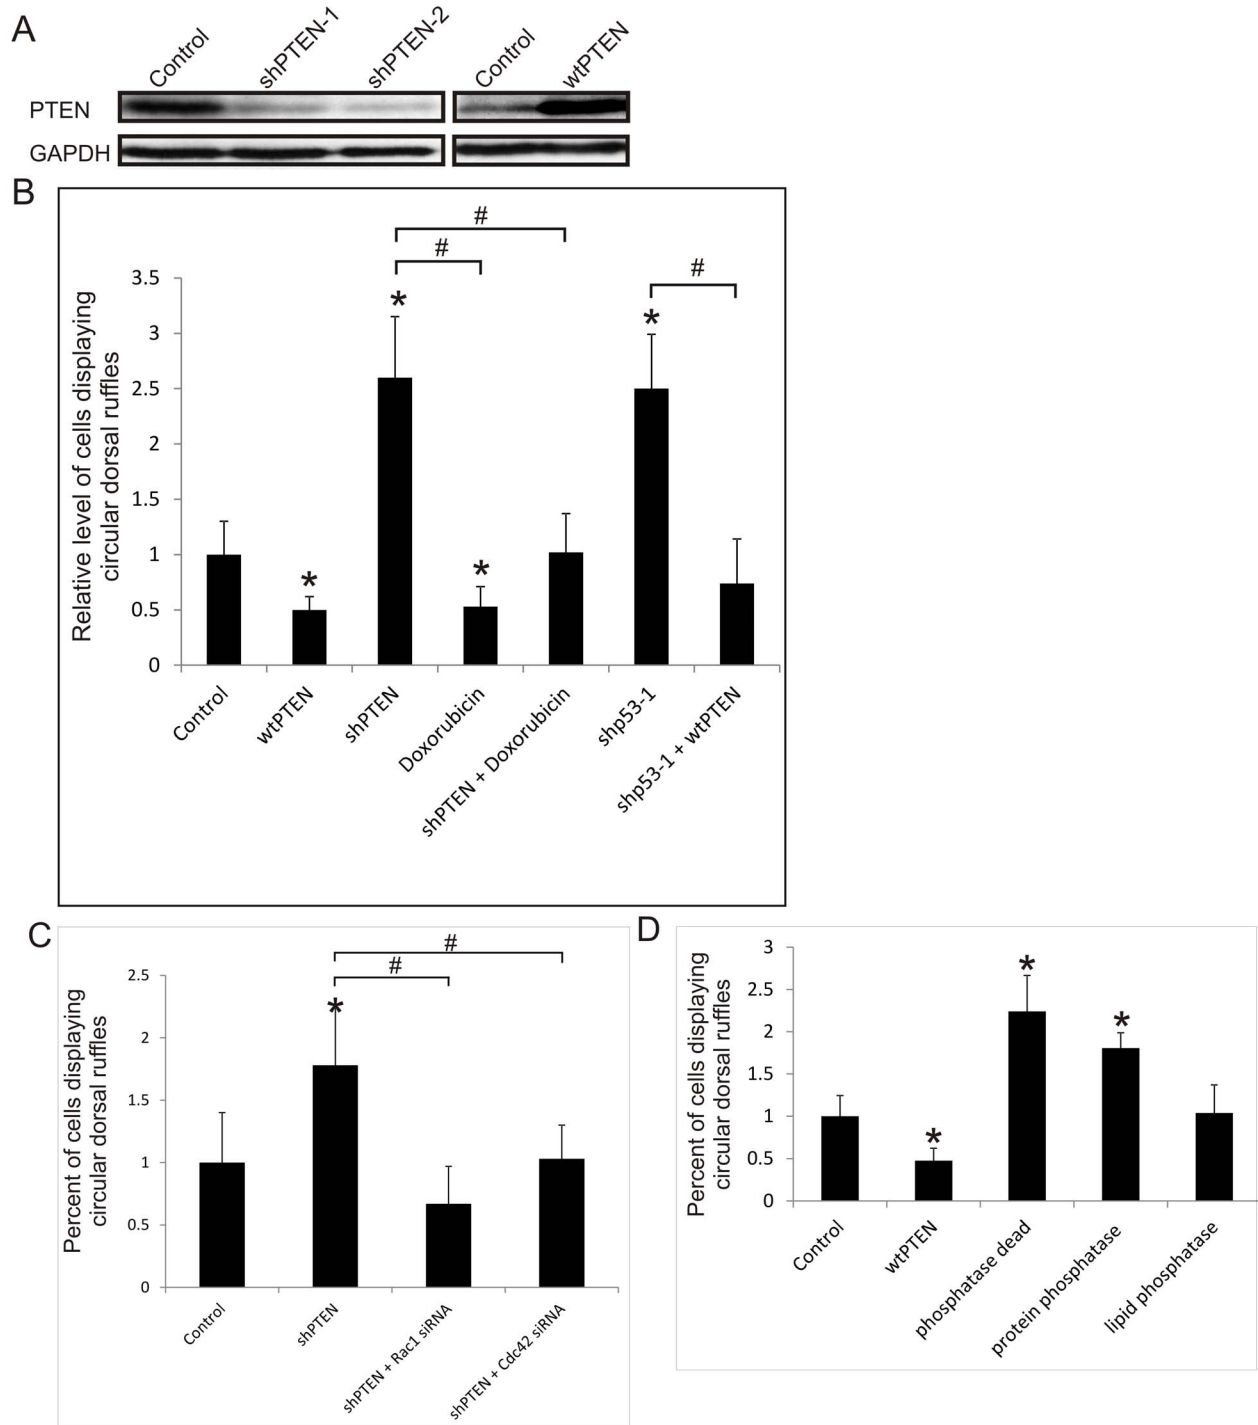 A
Control
shPTEN-1
shPTEN-2
Control
wtPTEN
PTEN
GAPDH
B
#
#
#
*
*
*
*
Relative level of cells displaying
circular dorsal ruffles
3.5
3
2.5
2
1.5
1
0.5
0
Control
wtPTEN
shPTEN
Doxorubicin
shPTEN + Doxorubicin
shp53-1
shp53-1 + wtPTEN
C
#
#
*
Percent of cells displaying
circular dorsal ruffles
2.5
2
1.5
1
0.5
0
Control
shPTEN
shPTEN + Rac1 siRNA
shPTEN + Cdc42 siRNA
D
*
*
*
Percent of cells displaying
circular dorsal ruffles
3
2.5
2
1.5
1
0.5
0
Control
wtPTEN
phosphatase dead
protein phosphatase
lipid phosphatase